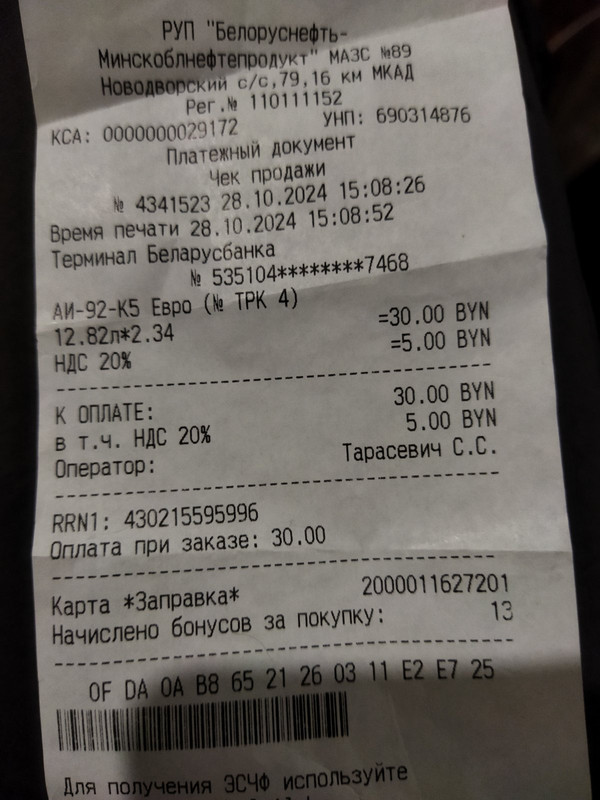 РУП "Белоруснефть-
Минскоблнефтепродукт" МАЗС №89
Новодворский с/с,79,16 км МКАД
Рег.№ 110111152
КСА: 0000000029172 УНП: 690314876
Платежный документ
Чек продажи
№ 4341523 28.10.2024 15:08:26
Время печати 28.10.2024 15:08:52
Терминал Беларусбанка
№ 535104********7468
АИ-92-К5 Евро (№ ТРК 4)
12.82л*2.34 =30.00 BYN
НДС 20% =5.00 BYN
К ОПЛАТЕ: 30.00 BYN
в т.ч. НДС 20% 5.00 BYN
Оператор: Тарасевич С.С.
RRN1: 430215595996
Оплата при заказе: 30.00
Карта *Заправка* 2000011627201
Начислено бонусов за покупку: 13
0F DA 0A B8 65 21 26 03 11 E2 E7 25
Для получения ЭСЧФ используйте